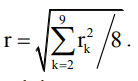 r = √(∑_{k=2}^{9} r_k^2 / 8) .